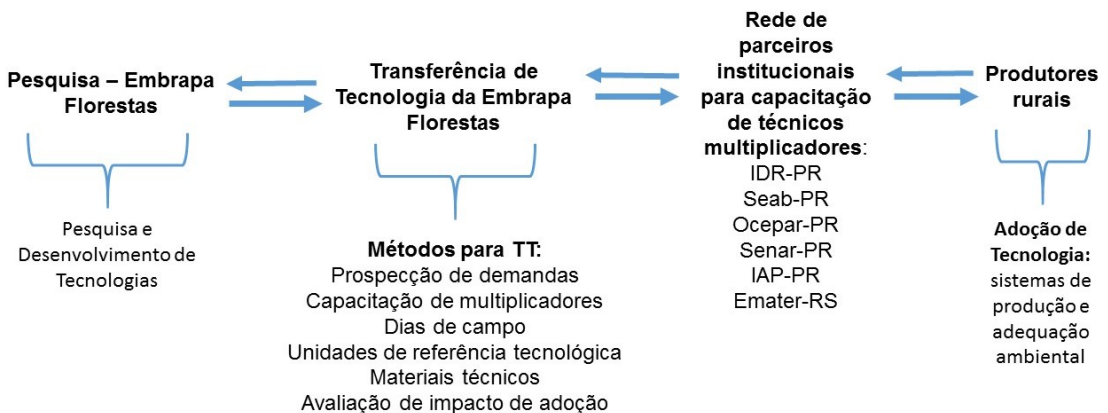 Pesquisa – Embrapa
Florestas
Pesquisa e
Desenvolvimento de
Tecnologias
Transferência de
Tecnologia da Embrapa
Florestas
Métodos para TT:
Prospecção de demandas
Capacitação de multiplicadores
Dias de campo
Unidades de referência tecnológica
Materiais técnicos
Avaliação de impacto de adoção
Rede de
parceiros
institucionais
para capacitação
de técnicos
multiplicadores:
IDR-PR
Seab-PR
Ocepar-PR
Senar-PR
IAP-PR
Emater-RS
Produtores
rurais
Adoção de
Tecnologia:
sistemas de
produção e
adequação
ambiental